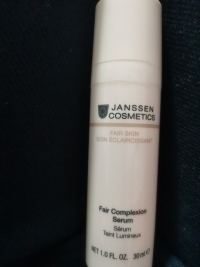 JANSSEN
COSMETICS
FAIR SKIN
SOIN ÉCLAIRCISSANT
Fair Complexion
Serum
Sérum
Teint Lumineux
NET 1.0 FL. OZ. 30 ml e